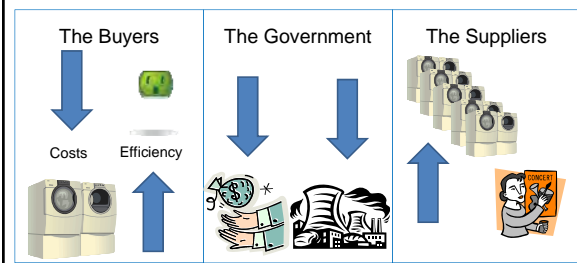 The Buyers
Costs
Efficiency
The Government
$
The Suppliers
CONCERT